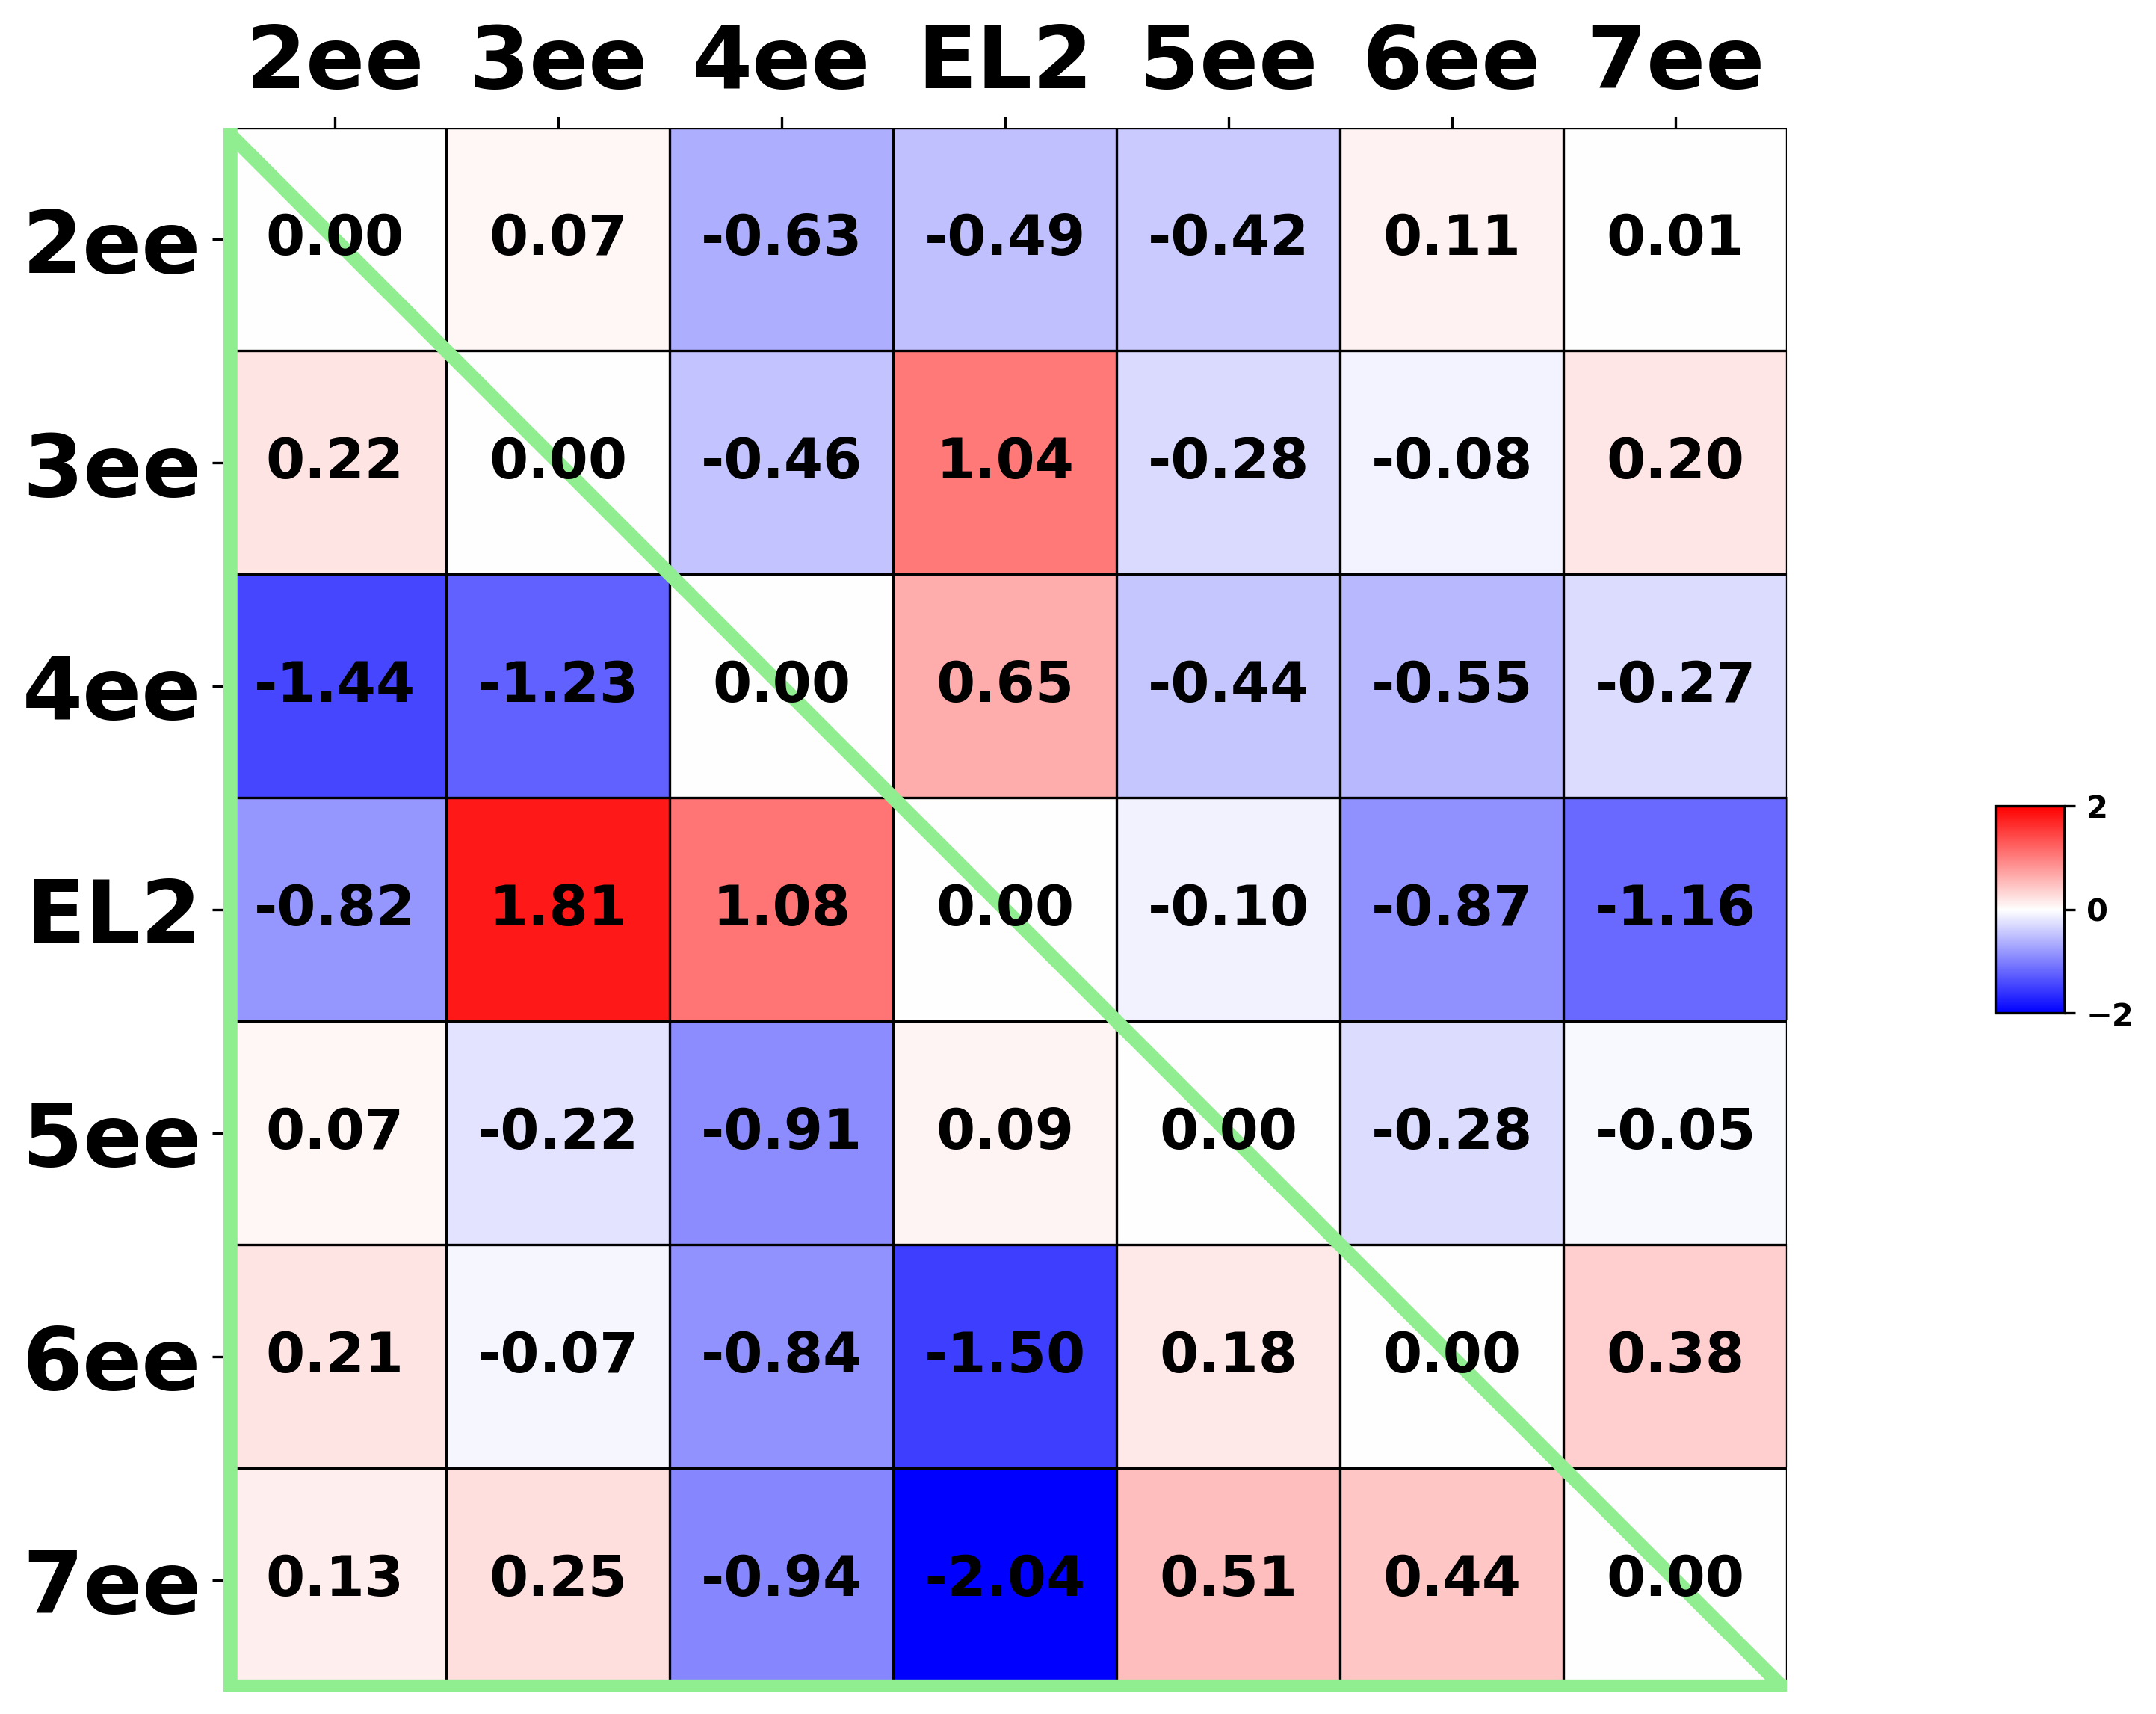 2ee 3ee 4ee EL2 5ee 6ee 7ee
2ee 0.00 0.07 -0.63 -0.49 -0.42 0.11 0.01
3ee 0.22 0.00 -0.46 1.04 -0.28 -0.08 0.20
4ee -1.44 -1.23 0.00 0.65 -0.44 -0.55 -0.27
EL2 -0.82 1.81 1.08 0.00 -0.10 -0.87 -1.16
5ee 0.07 -0.22 -0.91 0.09 0.00 -0.28 -0.05
6ee 0.21 -0.07 -0.84 -1.50 0.18 0.00 0.38
7ee 0.13 0.25 -0.94 -2.04 0.51 0.44 0.00
2
0
−2